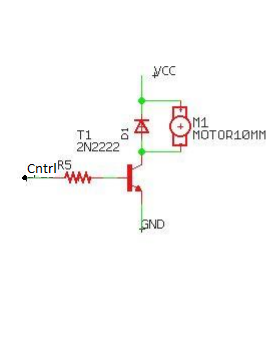 VCC
D1
M1
MOTOR10MM
T1
2N2222
Cntrl
R5
GND